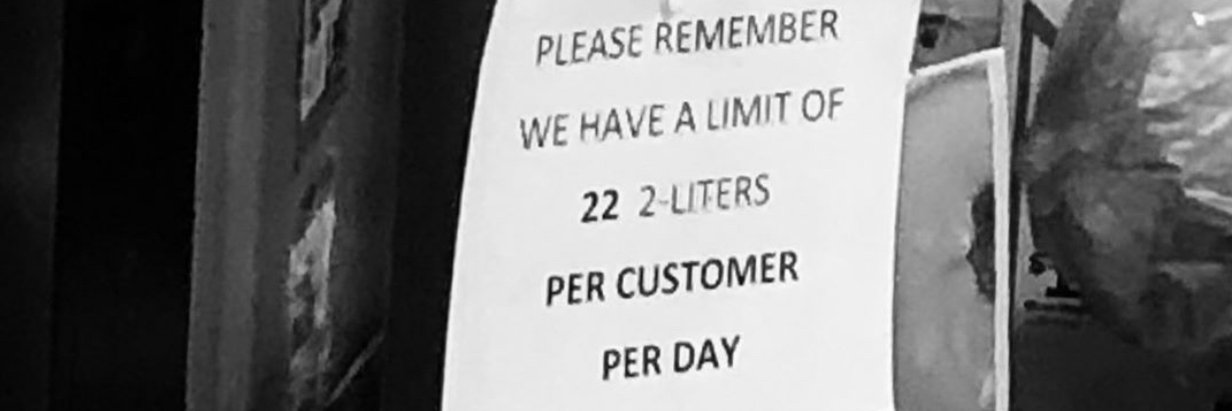 PLEASE REMEMBER
WE HAVE A LIMIT OF
22 2-LITERS
PER CUSTOMER
PER DAY